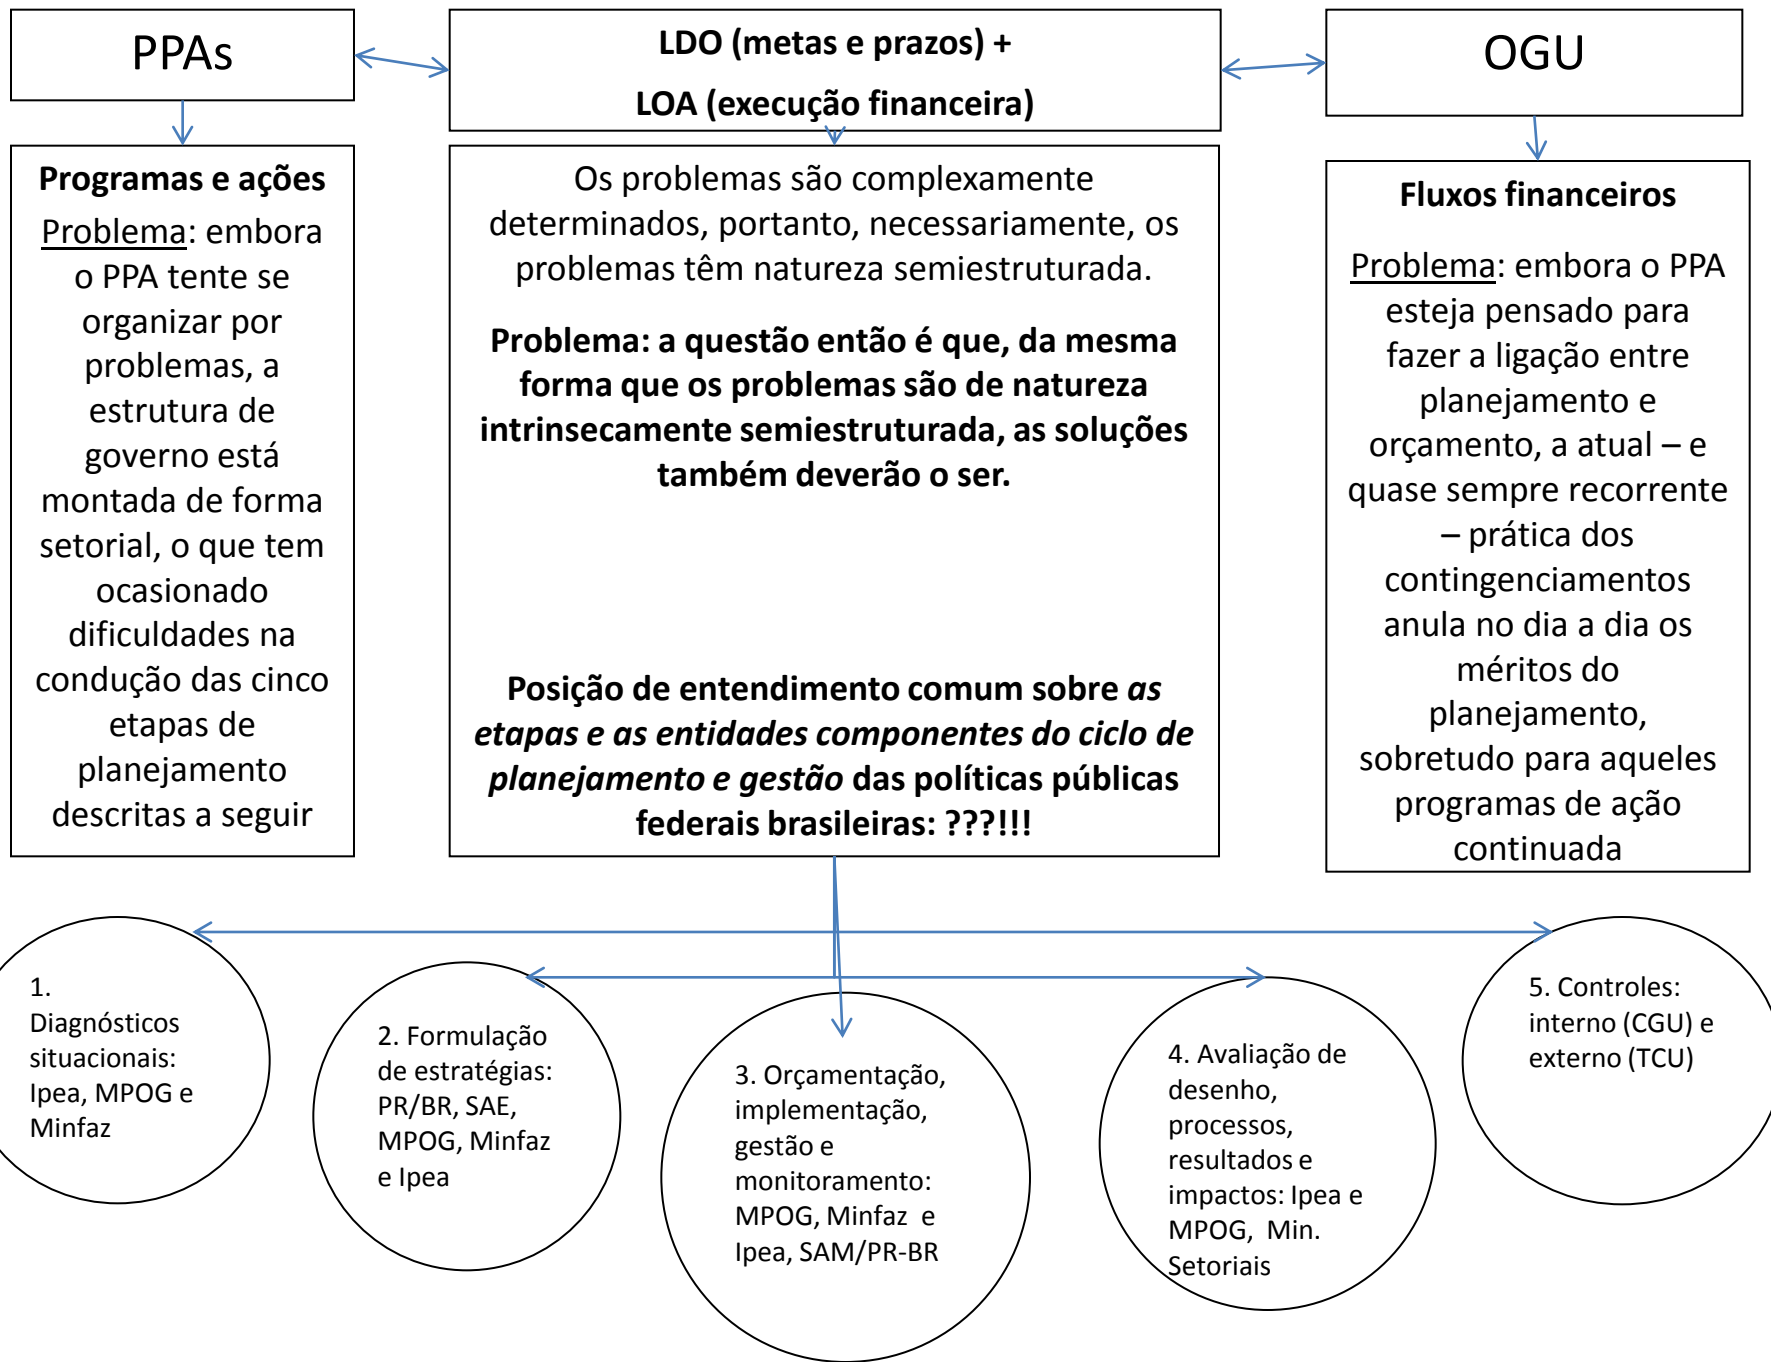 PPAs
LDO (metas e prazos) +
LOA (execução financeira)
OGU
Programas e ações
Problema: embora
o PPA tente se
organizar por
problemas, a
estrutura de
governo está
montada de forma
setorial, o que tem
ocasionado
dificuldades na
condução das cinco
etapas de
planejamento
descritas a seguir
Os problemas são complexamente
determinados, portanto, necessariamente, os
problemas têm natureza semiestruturada.
Problema: a questão então é que, da mesma
forma que os problemas são de natureza
intrinsecamente semiestruturada, as soluções
também deverão o ser.
Posição de entendimento comum sobre as
etapas e as entidades componentes do ciclo de
planejamento e gestão das políticas públicas
federais brasileiras: ???!!!
Fluxos financeiros
Problema: embora o PPA
esteja pensado para
fazer a ligação entre
planejamento e
orçamento, a atual – e
quase sempre recorrente
– prática dos
contingenciamentos
anula no dia a dia os
méritos do
planejamento,
sobretudo para aqueles
programas de ação
continuada
1.
Diagnósticos
situacionais:
Ipea, MPOG e
Minfaz
2. Formulação
de estratégias:
PR/BR, SAE,
MPOG, Minfaz
e Ipea
3. Orçamentação,
implementação,
gestão e
monitoramento:
MPOG, Minfaz e
Ipea, SAM/PR-BR
4. Avaliação de
desenho,
processos,
resultados e
impactos: Ipea e
MPOG, Min.
Setoriais
5. Controles:
interno (CGU) e
externo (TCU)